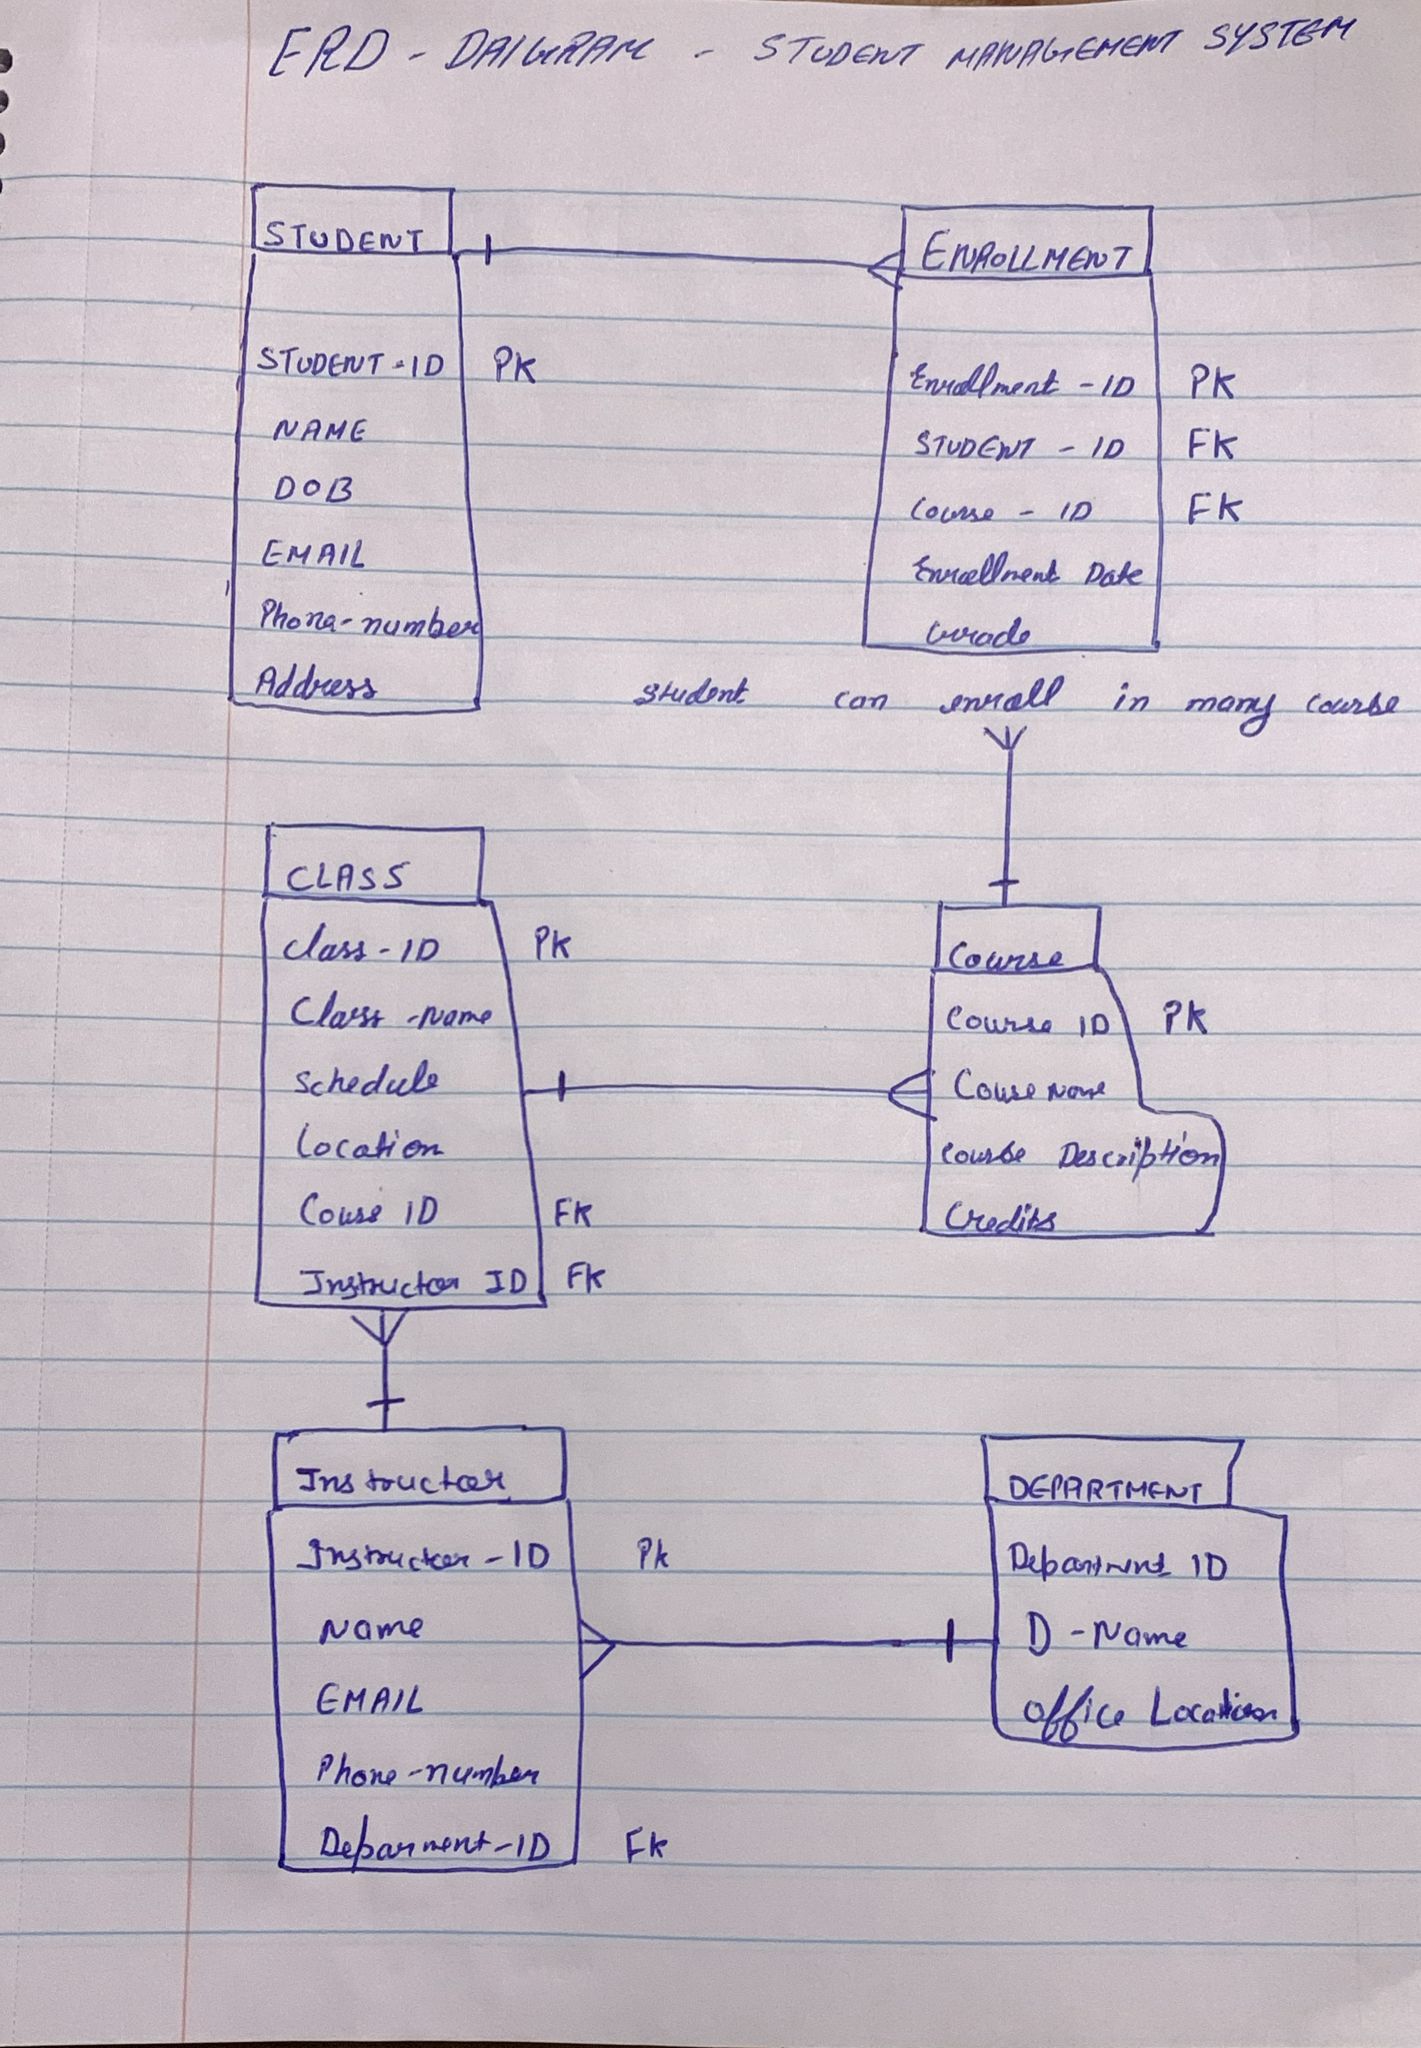 ERD - DAIGRAM - STUDENT MANAGEMENT SYSTEM
STUDENT
STUDENT-ID PK
NAME
DOB
EMAIL
Phone-number
Address
ENROLLMENT
Enrollment - ID PK
STUDENT - ID FK
Course - ID FK
Enrollment Date
Grade
Student can enroll in many course
CLASS
Class-ID PK
Class-Name
Schedule
Location
Couse ID FK
Instructor ID FK
Course
Course ID PK
Couse Name
Course Description
Credits
Instructor
Instructor-ID PK
Name
EMAIL
Phone-number
Deparment-ID FK
DEPARTMENT
Department ID
D-Name
Office Location